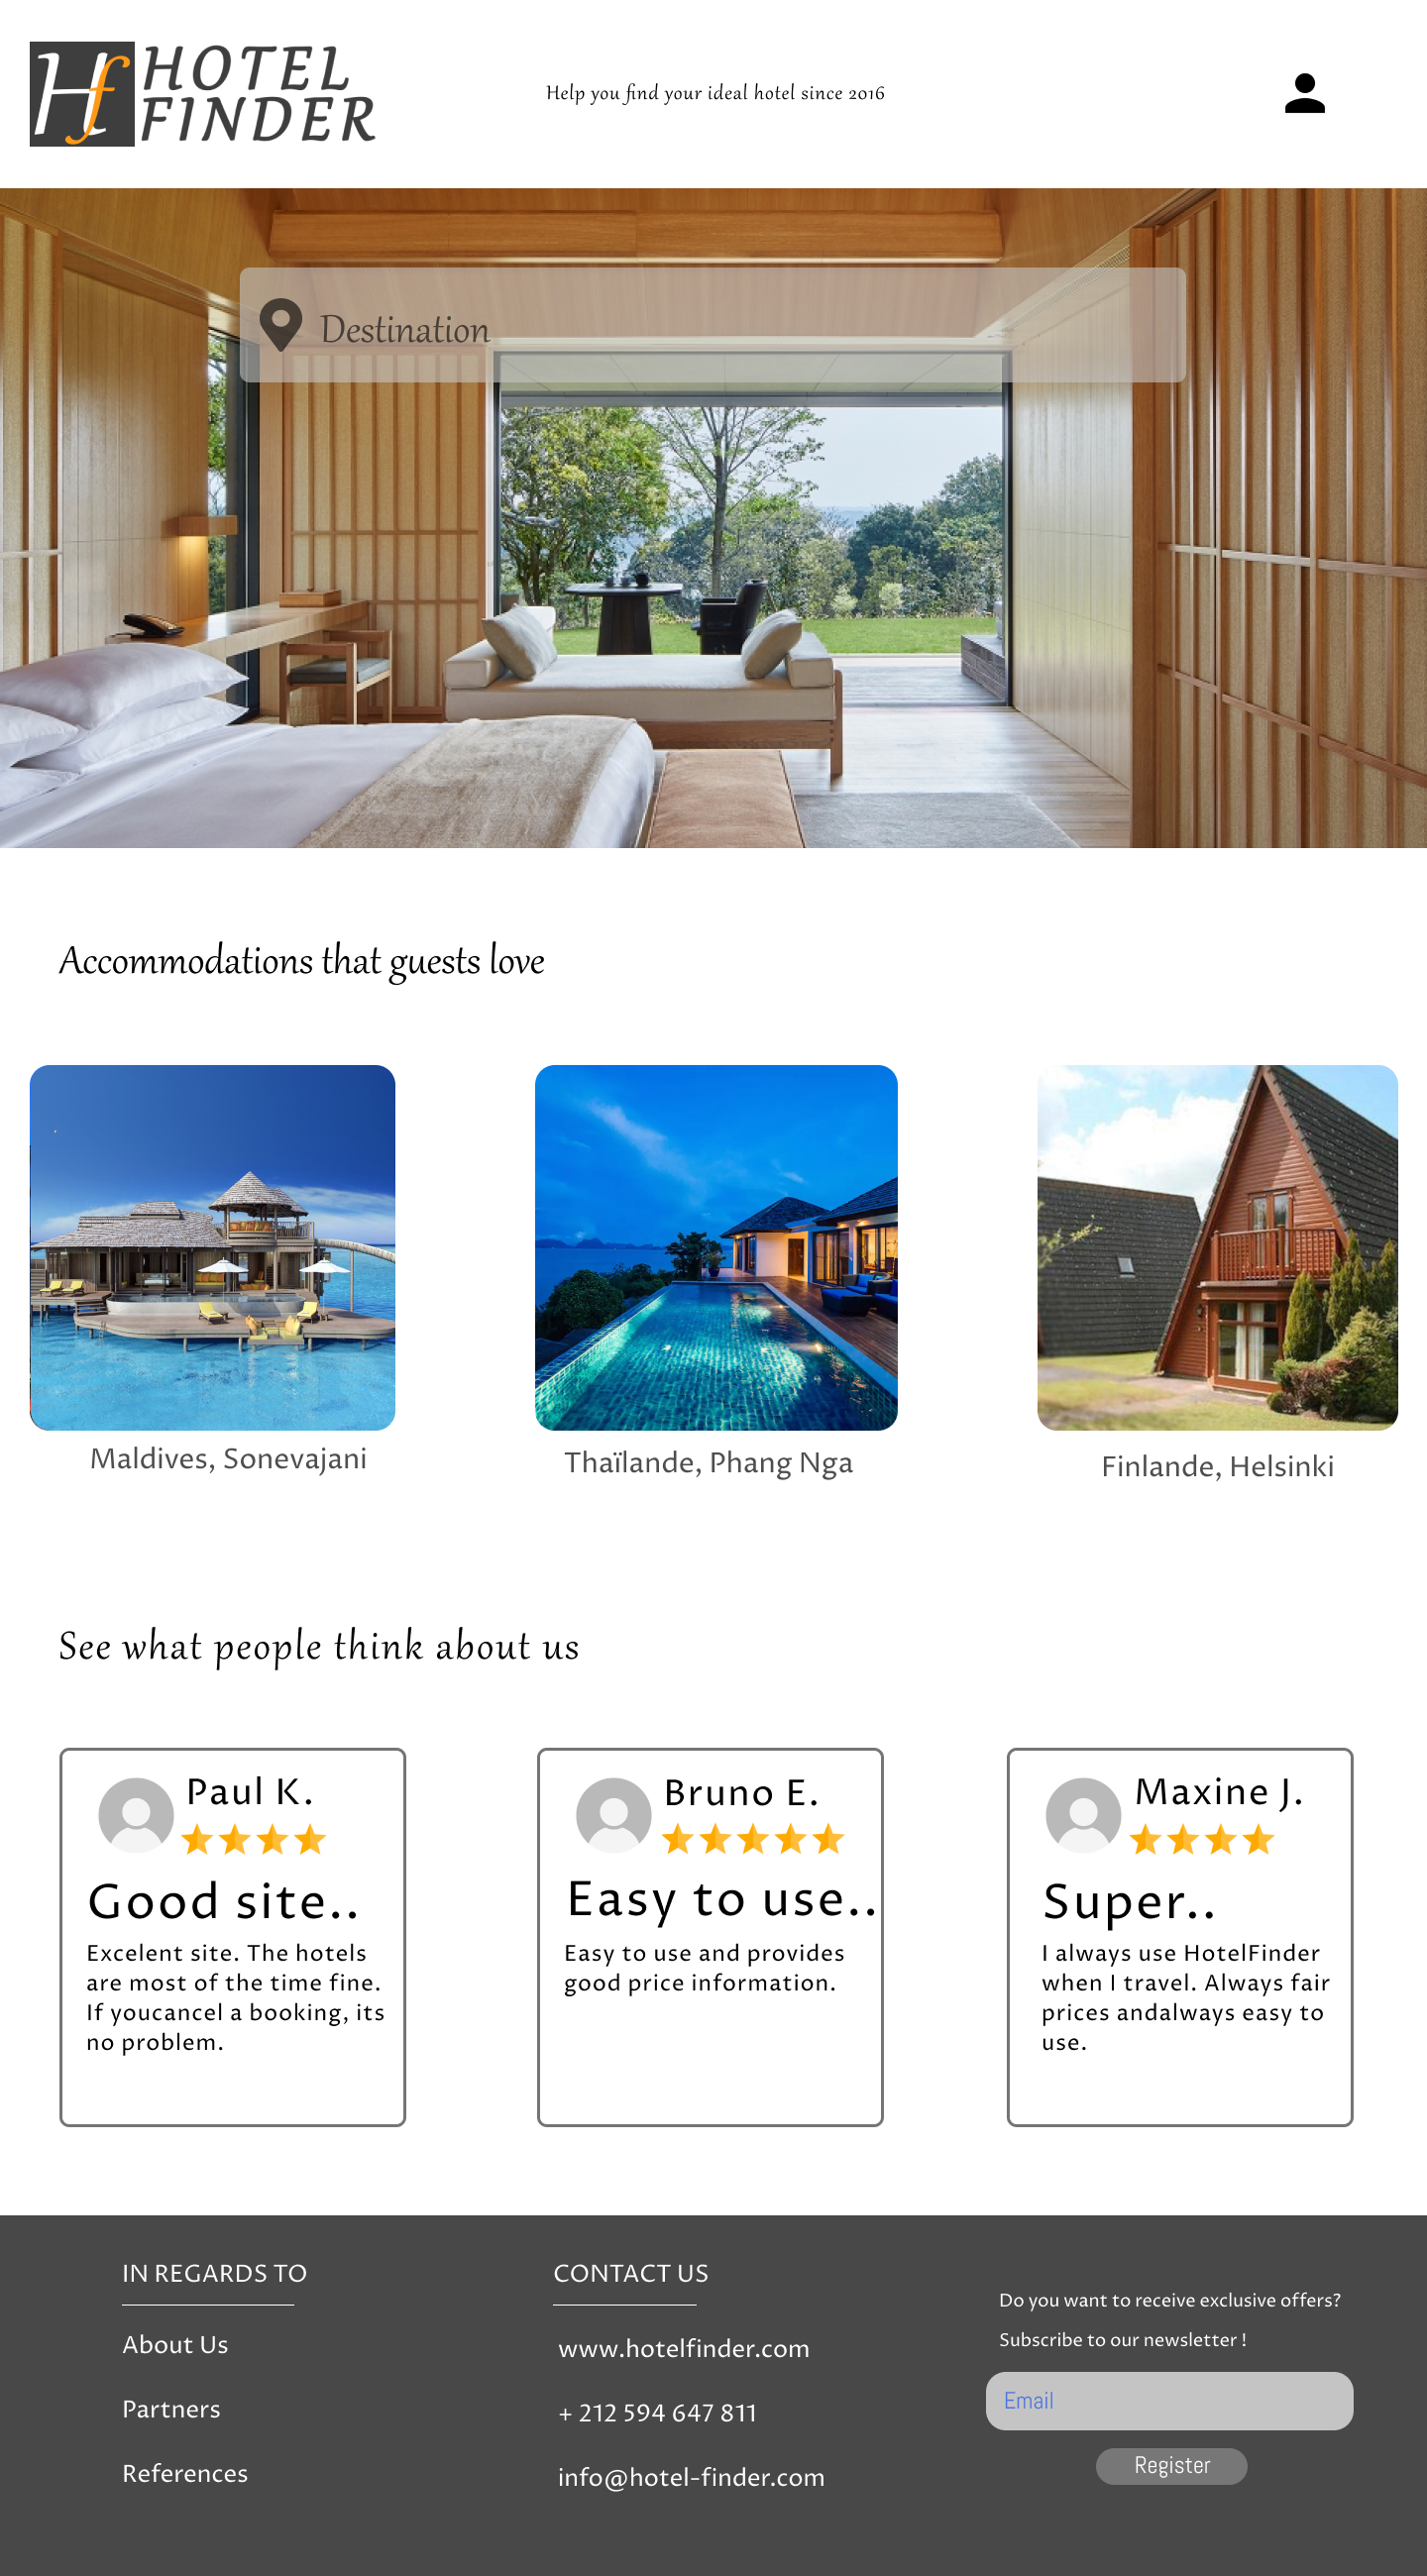 Hf HOTEL
FINDER
Help you find your ideal hotel since 2016
Destination
Accommodations that guests love
Maldives, Sonevajani
Thaïlande, Phang Nga
Finlande, Helsinki
See what people think about us
Paul K.
Good site..
Excelent site. The hotels
are most of the time fine.
If youcancel a booking, its
no problem.
Bruno E.
Easy to use..
Easy to use and provides
good price information.
Maxine J.
Super..
I always use HotelFinder
when I travel. Always fair
prices andalways easy to
use.
IN REGARDS TO
About Us
Partners
References
CONTACT US
www.hotelfinder.com
+ 212 594 647 811
info@hotel-finder.com
Do you want to receive exclusive offers?
Subscribe to our newsletter !
Email
Register